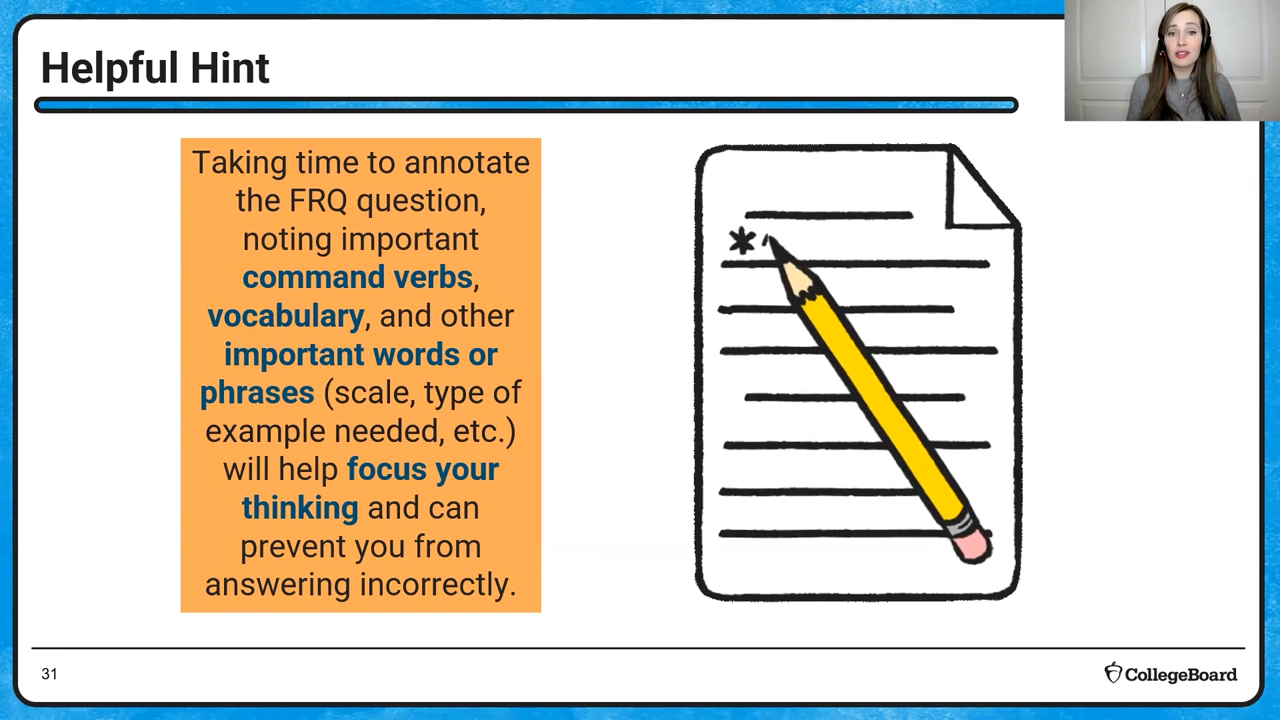 Helpful Hint
Taking time to annotate
the FRQ question,
noting important
command verbs,
vocabulary, and other
important words or
phrases (scale, type of
example needed, etc.)
will help focus your
thinking and can
prevent you from
answering incorrectly.
31
CollegeBoard